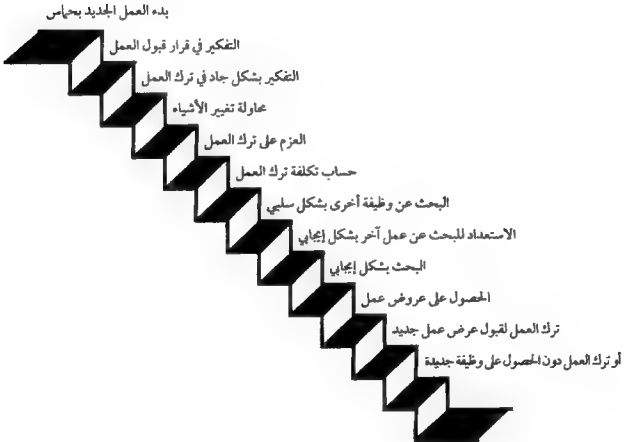 بدء العمل الجديد بحماس
التفكير في قرار قبول العمل
التفكير بشكل جاد في ترك العمل
محاولة تغيير الأشياء
العزم على ترك العمل
حساب تكلفة ترك العمل
البحث عن وظيفة أخرى بشكل سلبي
الاستعداد للبحث عن عمل آخر بشكل إيجابي
البحث بشكل إيجابي
الحصول على عروض عمل
ترك العمل لقبول عرض عمل جديد
أو ترك العمل دون الحصول على وظيفة جديدة